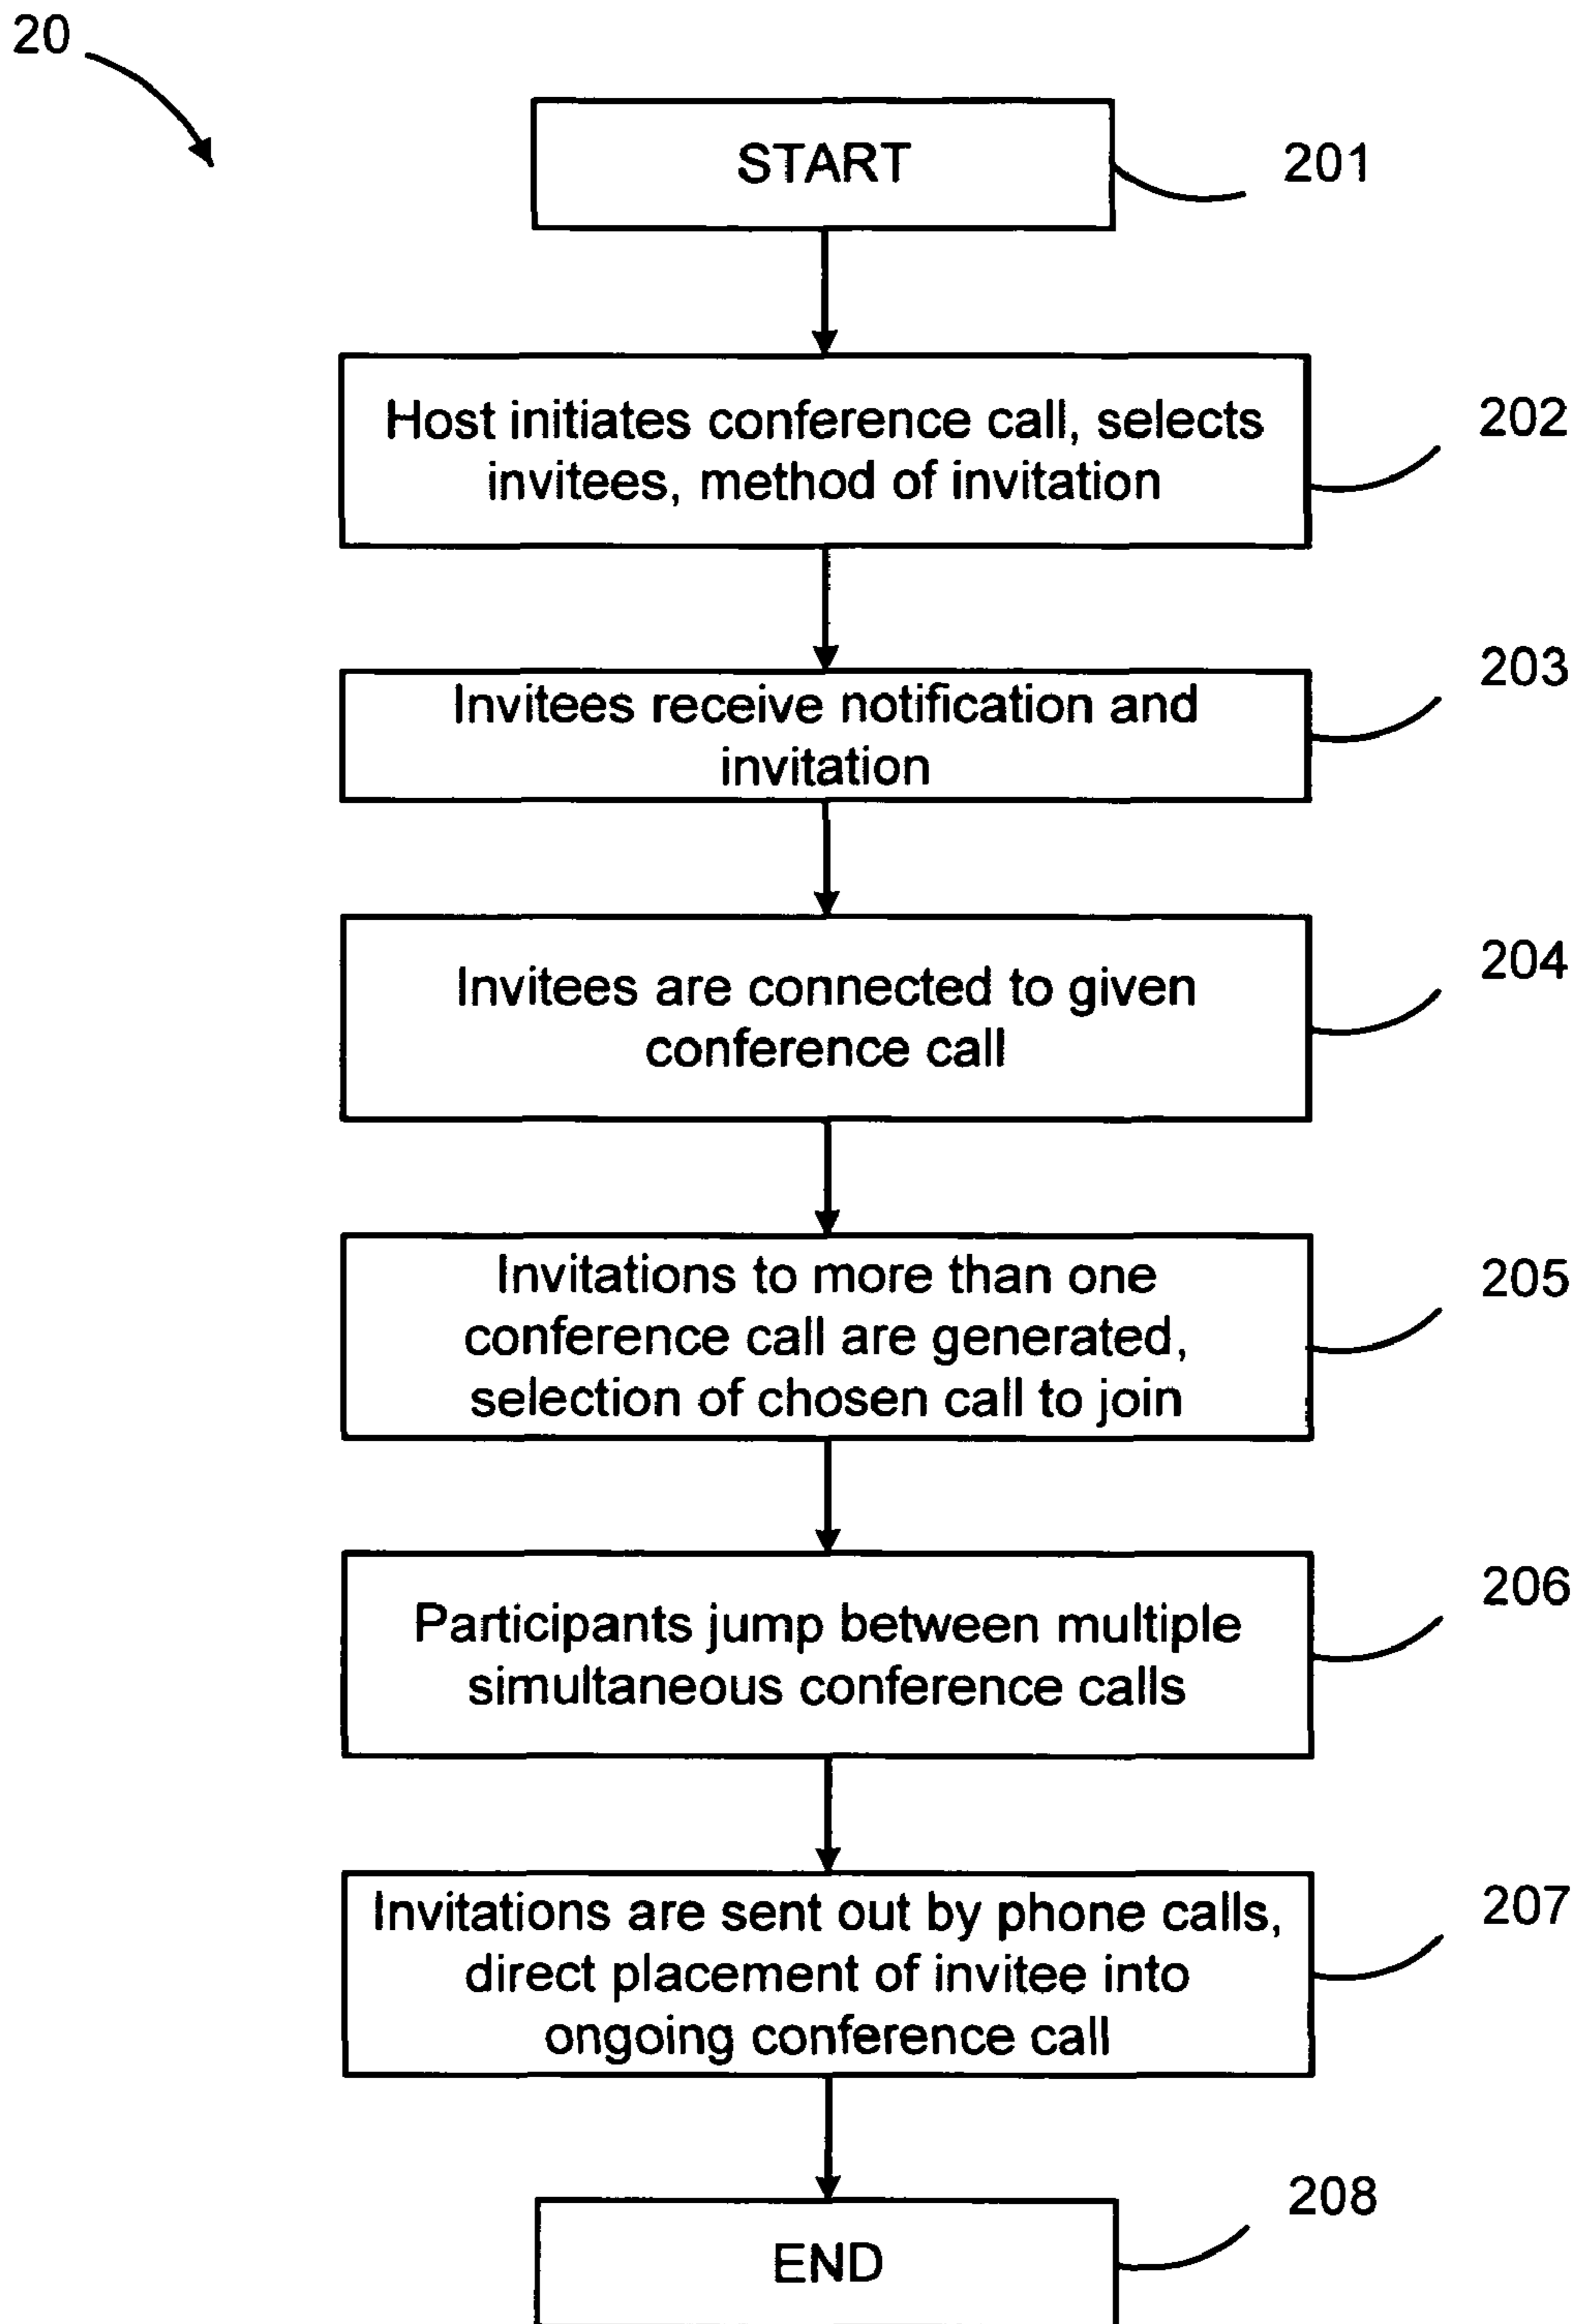 20
START
201
Host initiates conference call, selects
invitees, method of invitation
202
Invitees receive notification and
invitation
203
Invitees are connected to given
conference call
204
Invitations to more than one
conference call are generated,
selection of chosen call to join
205
Participants jump between multiple
simultaneous conference calls
206
Invitations are sent out by phone calls,
direct placement of invitee into
ongoing conference call
207
END
208